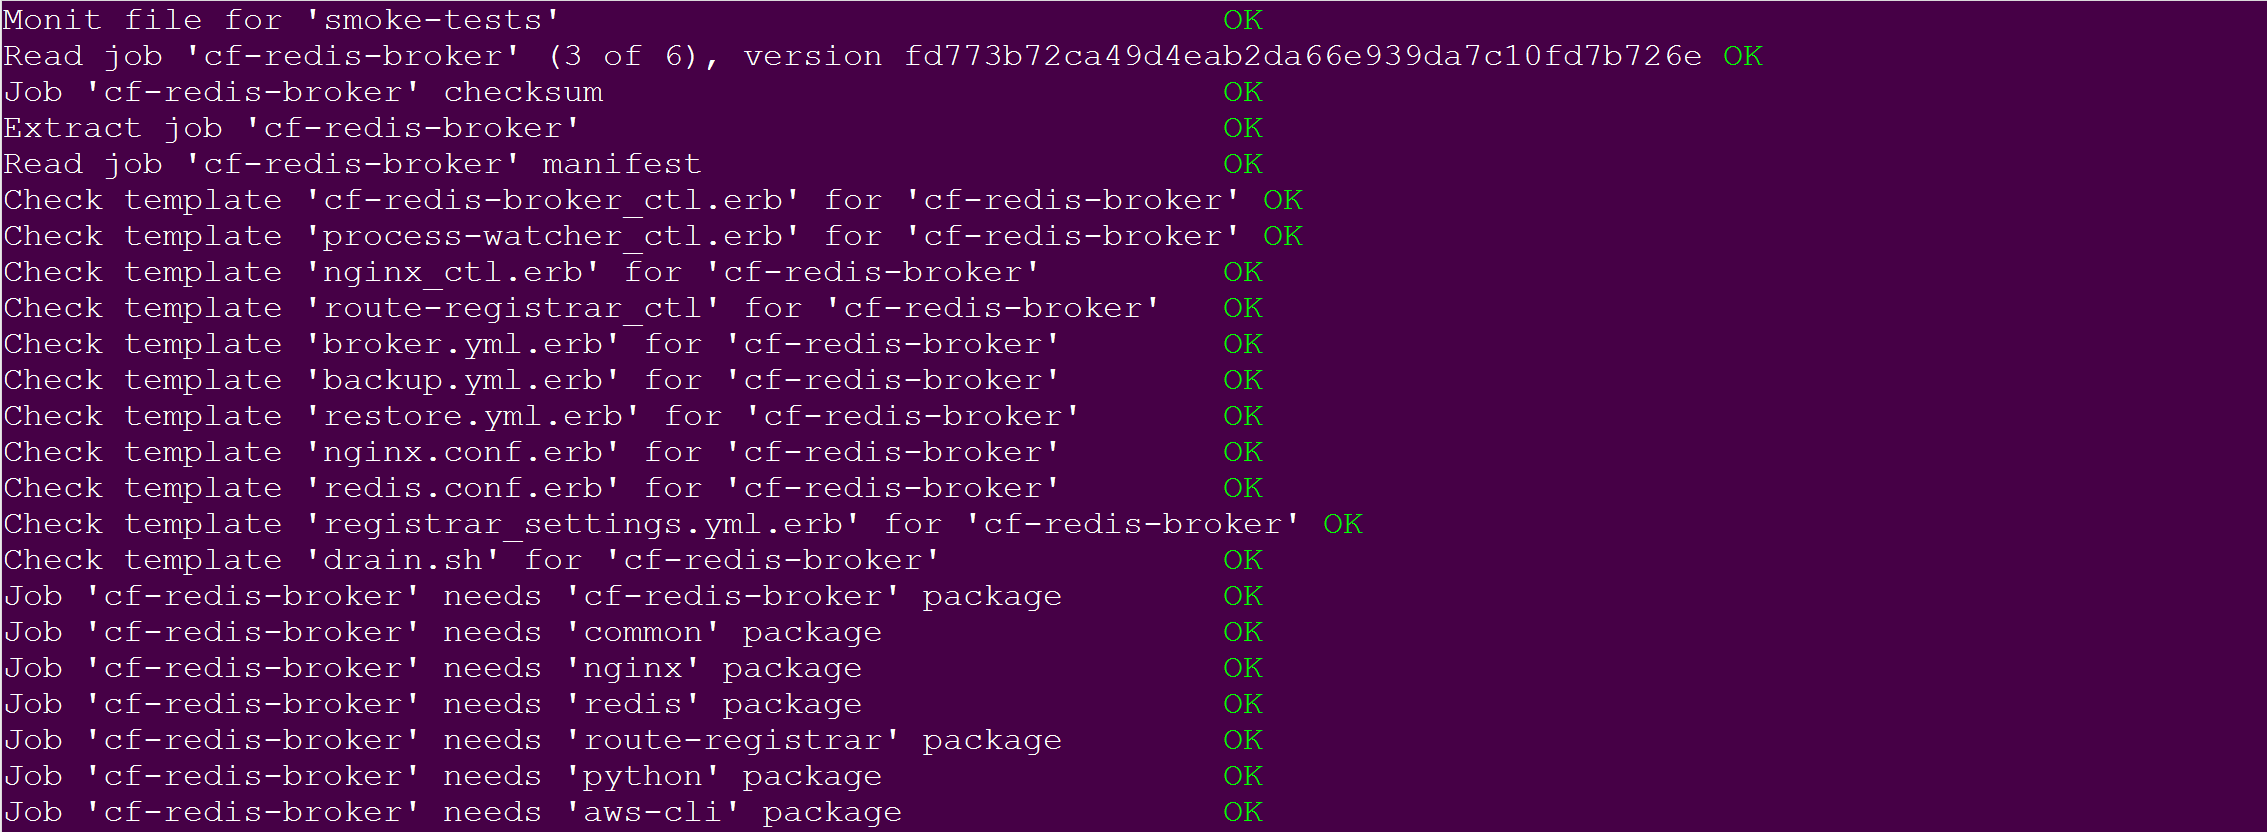 Monit file for 'smoke-tests' OK
Read job 'cf-redis-broker' (3 of 6), version fd773b72ca49d4eab2da66e939da7c10fd7b726e OK
Job 'cf-redis-broker' checksum OK
Extract job 'cf-redis-broker' OK
Read job 'cf-redis-broker' manifest OK
Check template 'cf-redis-broker_ctl.erb' for 'cf-redis-broker' OK
Check template 'process-watcher_ctl.erb' for 'cf-redis-broker' OK
Check template 'nginx_ctl.erb' for 'cf-redis-broker' OK
Check template 'route-registrar_ctl' for 'cf-redis-broker' OK
Check template 'broker.yml.erb' for 'cf-redis-broker' OK
Check template 'backup.yml.erb' for 'cf-redis-broker' OK
Check template 'restore.yml.erb' for 'cf-redis-broker' OK
Check template 'nginx.conf.erb' for 'cf-redis-broker' OK
Check template 'redis.conf.erb' for 'cf-redis-broker' OK
Check template 'registrar_settings.yml.erb' for 'cf-redis-broker' OK
Check template 'drain.sh' for 'cf-redis-broker' OK
Job 'cf-redis-broker' needs 'cf-redis-broker' package OK
Job 'cf-redis-broker' needs 'common' package OK
Job 'cf-redis-broker' needs 'nginx' package OK
Job 'cf-redis-broker' needs 'redis' package OK
Job 'cf-redis-broker' needs 'route-registrar' package OK
Job 'cf-redis-broker' needs 'python' package OK
Job 'cf-redis-broker' needs 'aws-cli' package OK